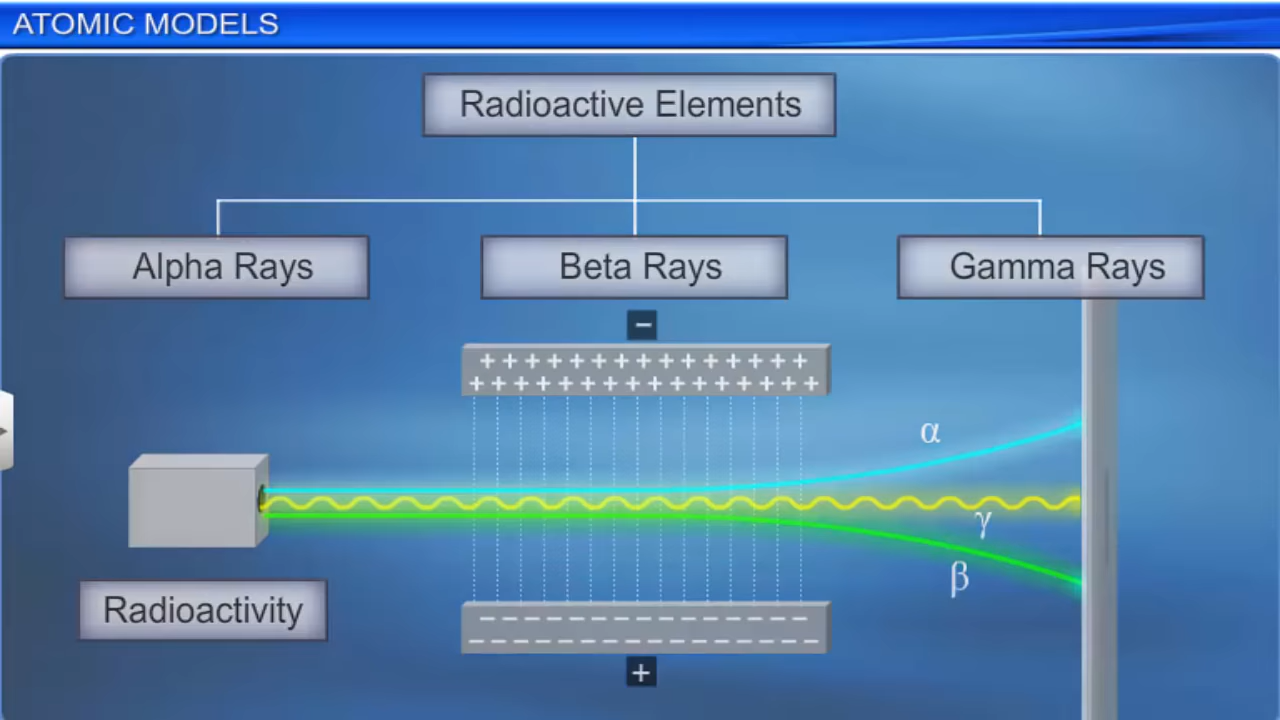 ATOMIC MODELS
Radioactive Elements
Alpha Rays
Beta Rays
Gamma Rays
−
+ + + + + + + + + + + + + + +
+ + + + + + + + + + + + + + + +
α
γ
β
Radioactivity
− − − − − − − − − − − − − − −
− − − − − − − − − − − − − − − −
+